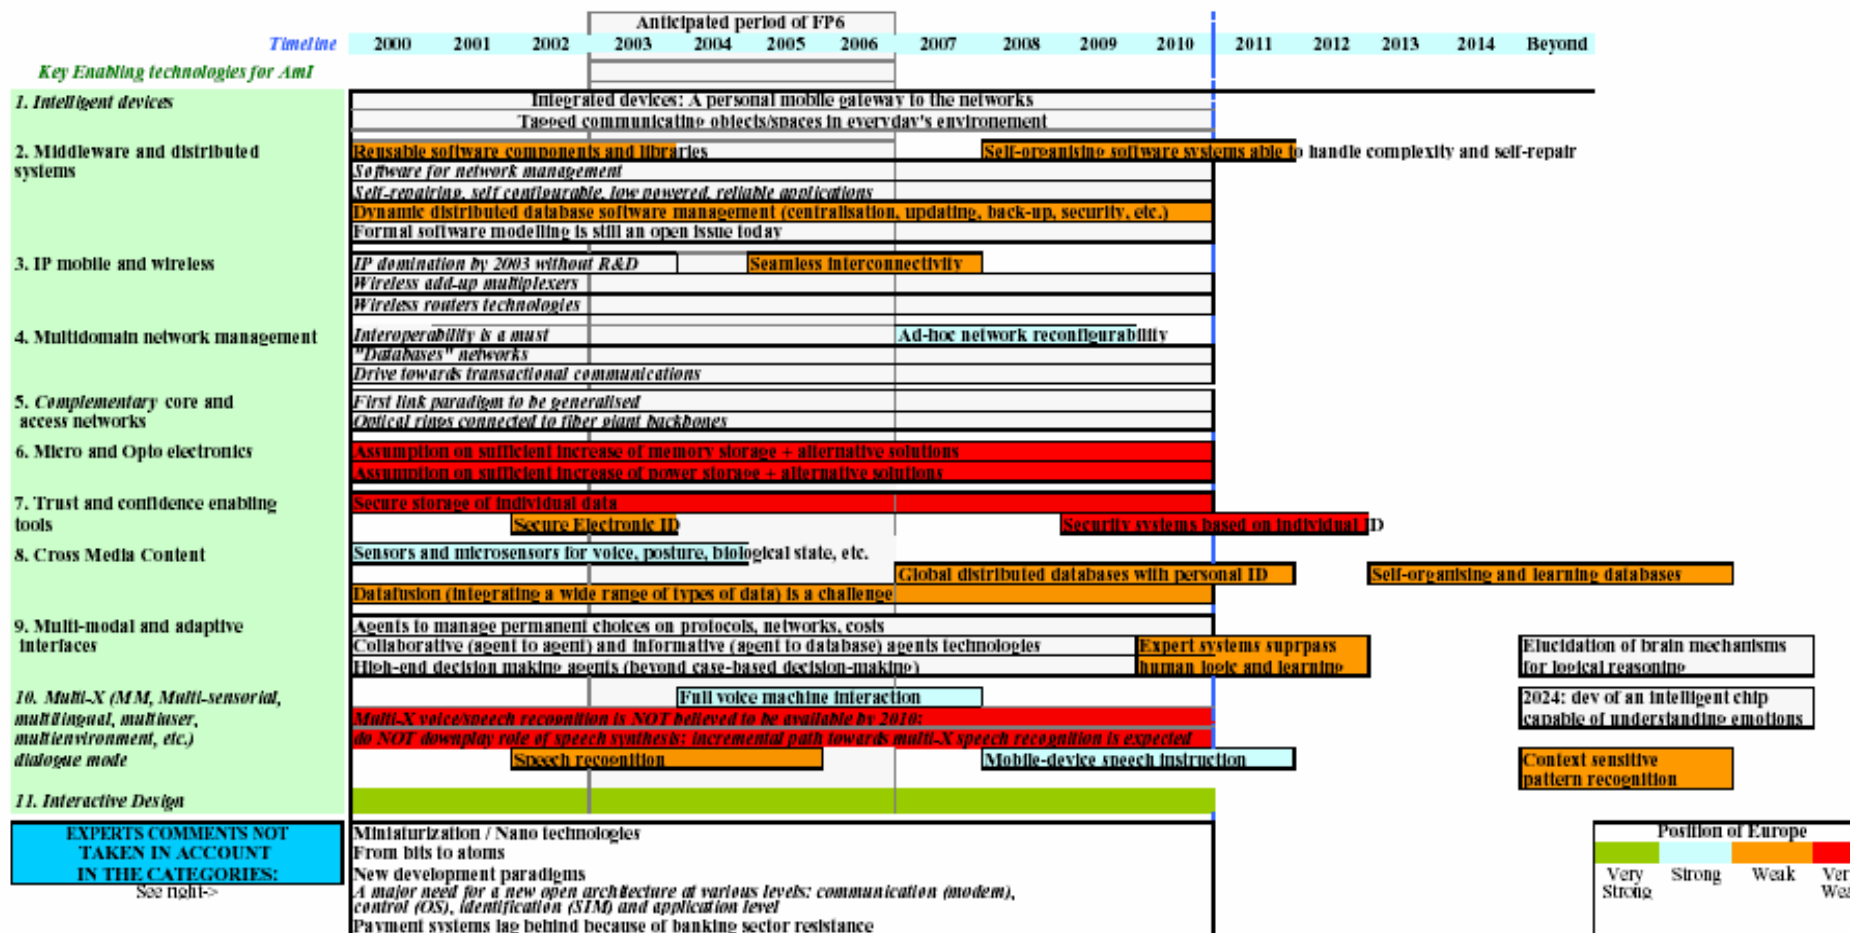 Anticipated period of FP6
Timeline 2000 2001 2002 2003 2004 2005 2006 2007 2008 2009 2010 2011 2012 2013 2014 Beyond
Key Enabling technologies for AmI
1. Intelligent devices
Integrated devices: A personal mobile gateway to the networks
Tagged communicating objects/spaces in everyday's environement
2. Middleware and distributed
systems
Reusable software components and libraries
Self-organising software systems able to handle complexity and self-repair
Software for network management
Self-repairing, self configurable, low powered, reliable applications
Dynamic distributed database software management (centralisation, updating, back-up, security, etc.)
Formal software modelling is still an open issue today
3. IP mobile and wireless
IP domination by 2003 without R&D
Seamless interconnectivity
Wireless add-up multiplexers
Wireless routers technologies
4. Multidomain network management
Interoperability is a must
Ad-hoc network reconfigurability
"Databases" networks
Drive towards transactional communications
5. Complementary core and
access networks
First link paradigm to be generalised
Optical rings connected to fiber giant backbones
6. Micro and Opto electronics
Assumption on sufficient increase of memory storage + alternative solutions
Assumption on sufficient increase of power storage + alternative solutions
7. Trust and confidence enabling
tools
Secure storage of individual data
Secure Electronic ID
Security systems based on individual ID
8. Cross Media Content
Sensors and microsensors for voice, posture, biological state, etc.
Global distributed databases with personal ID
Self-organising and learning databases
Datafusion (integrating a wide range of types of data) is a challenge
9. Multi-modal and adaptive
interfaces
Agents to manage permanent choices on protocols, networks, costs
Collaborative (agent to agent) and informative (agent to database) agents technologies
High-end decision making agents (beyond case-based decision-making)
Expert systems suprpass
human logic and learning
Elucidation of brain mechanisms
for logical reasoning
10. Multi-X (MM, Multi-sensorial,
multilingual, multiuser,
multienvironment, etc.)
dialogue mode
Full voice machine interaction
2024: dev of an intelligent chip
capable of understanding emotions
Multi-X voice/speech recognition is NOT believed to be available by 2010:
do NOT downplay role of speech synthesis: incremental path towards multi-X speech recognition is expected
Speech recognition
Mobile-device speech instruction
Context sensitive
pattern recognition
11. Interactive Design
EXPERTS COMMENTS NOT
TAKEN IN ACCOUNT
IN THE CATEGORIES:
See right->
Miniaturization / Nano technologies
From bits to atoms
New development paradigms
A major need for a new open architecture at various levels: communication (modem),
control (OS), identification (SIM) and application level
Payment systems lag behind because of banking sector resistance
Position of Europe
Very
Strong
Strong
Weak
Very
Wea